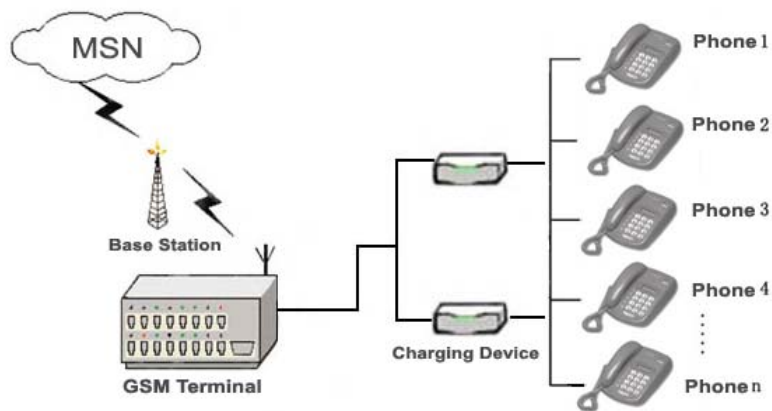 MSN
Base Station
GSM Terminal
Charging Device
Phone 1
Phone 2
Phone 3
Phone 4
Phone n